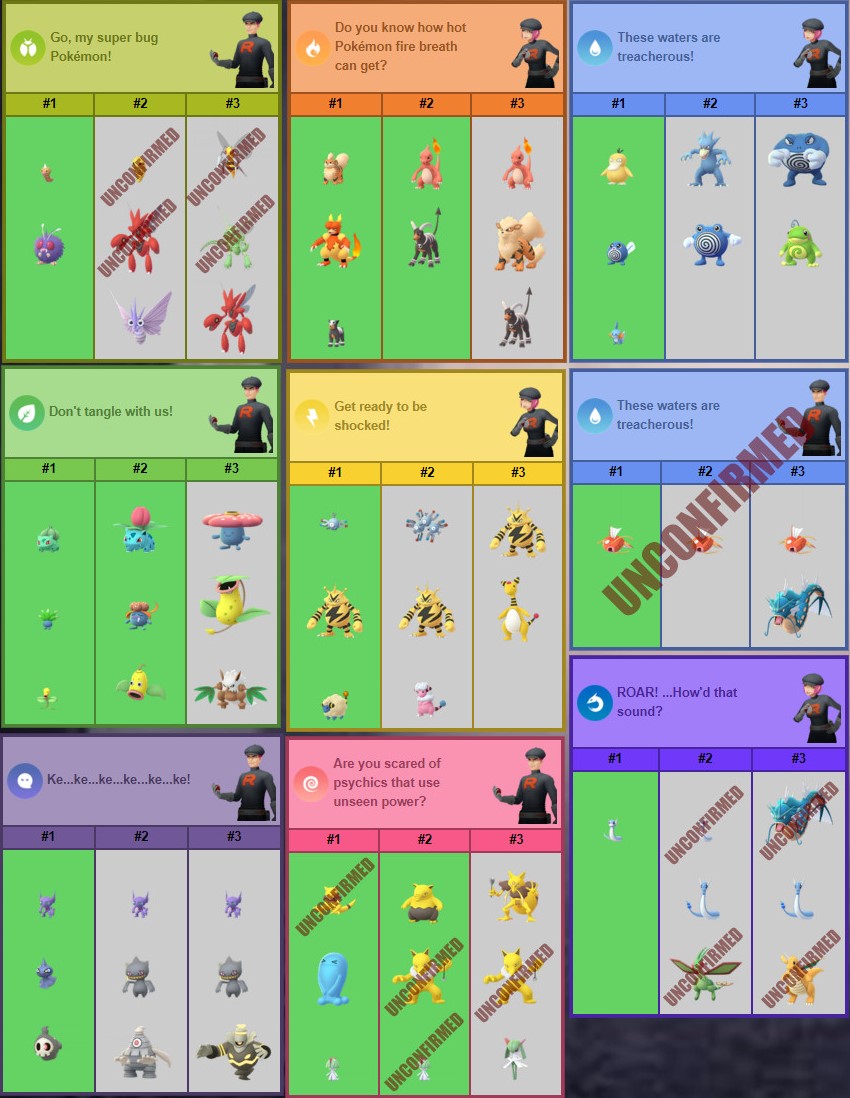 Go, my super bug
Pokémon!
#1 #2 #3
UNCONFIRMED UNCONFIRMED
UNCONFIRMED UNCONFIRMED
Do you know how hot
Pokémon fire breath
can get?
#1 #2 #3
These waters are
treacherous!
#1 #2 #3
Don't tangle with us!
#1 #2 #3
Get ready to be
shocked!
#1 #2 #3
These waters are
treacherous!
#1 #2 #3
UNCONFIRMED
Ke...ke...ke...ke...ke...ke!
#1 #2 #3
Are you scared of
psychics that use
unseen power?
#1 #2 #3
UNCONFIRMED
UNCONFIRMED UNCONFIRMED
UNCONFIRMED
ROAR! ...How'd that
sound?
#1 #2 #3
UNCONFIRMED UNCONFIRMED
UNCONFIRMED UNCONFIRMED